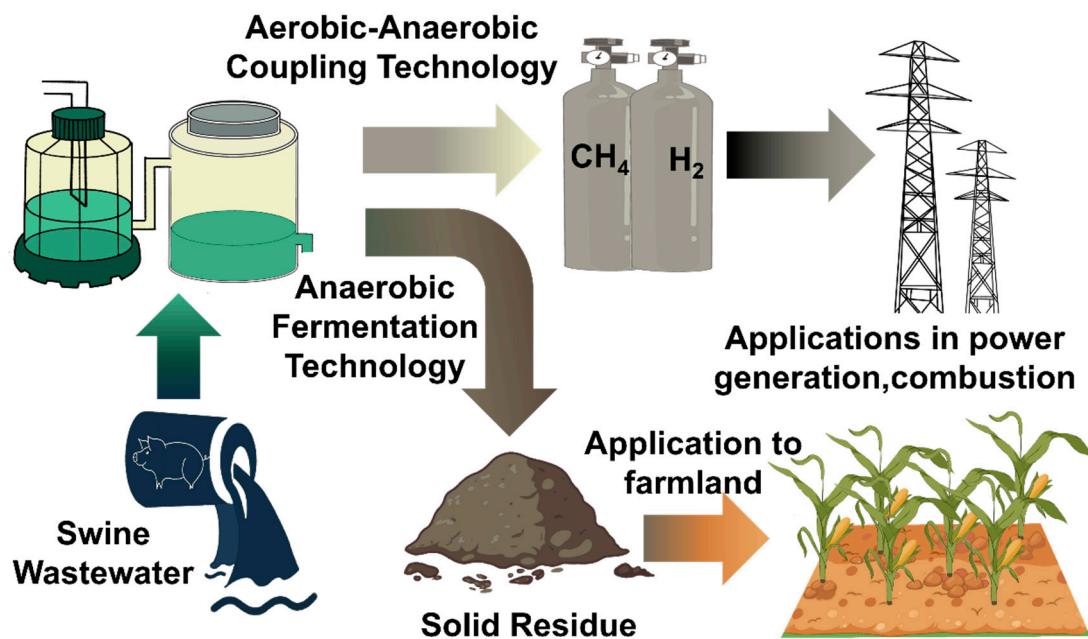 Aerobic-Anaerobic
Coupling Technology
CH₄
H₂
Anaerobic
Fermentation
Technology
Applications in power
generation,combustion
Swine
Wastewater
Application to
farmland
Solid Residue